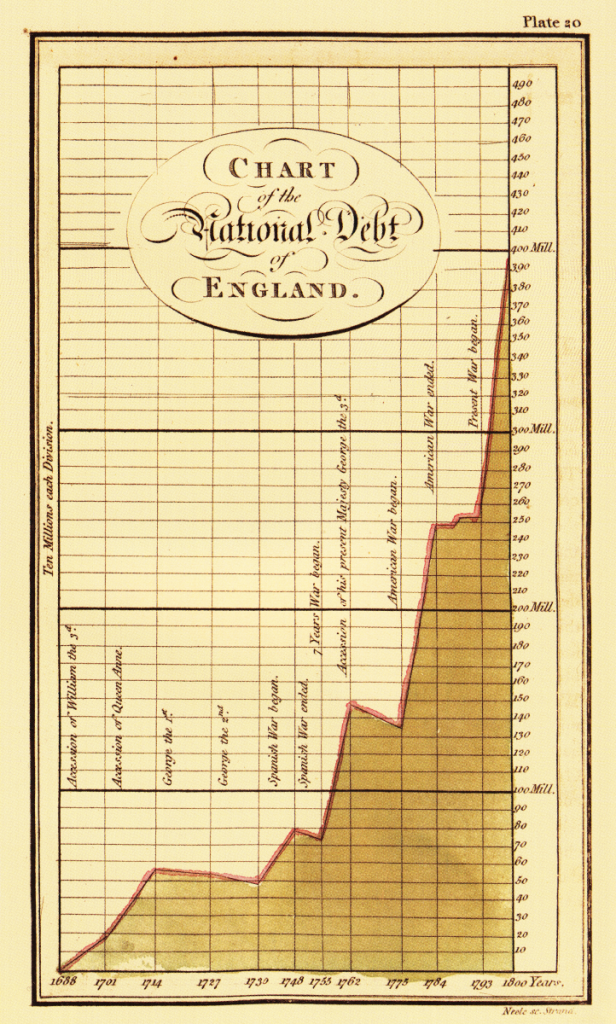 Plate 20
CHART
of the
National Debt
of
ENGLAND.
Ten Millions each Division.
490
480
470
460
450
440
430
420
410
400 Mill.
390
380
370
360
350
340
330
320
310
300 Mill.
290
280
270
260
250
240
230
220
210
200 Mill.
190
180
170
160
150
140
130
120
110
100 Mill.
90
80
70
60
50
40
30
20
10
Accession of William the 3d.
Accession of Queen Anne.
George the 1st
George the 2nd
Spanish War began.
Spanish War ended.
7 Years War began.
Accession of his present Majesty George the 3d
American War began.
American War ended.
Present War began.
1688 1701 1714 1727 1739 1748 1755 1762 1775 1784 1793 1800 Years.
Neele sc. Strand.